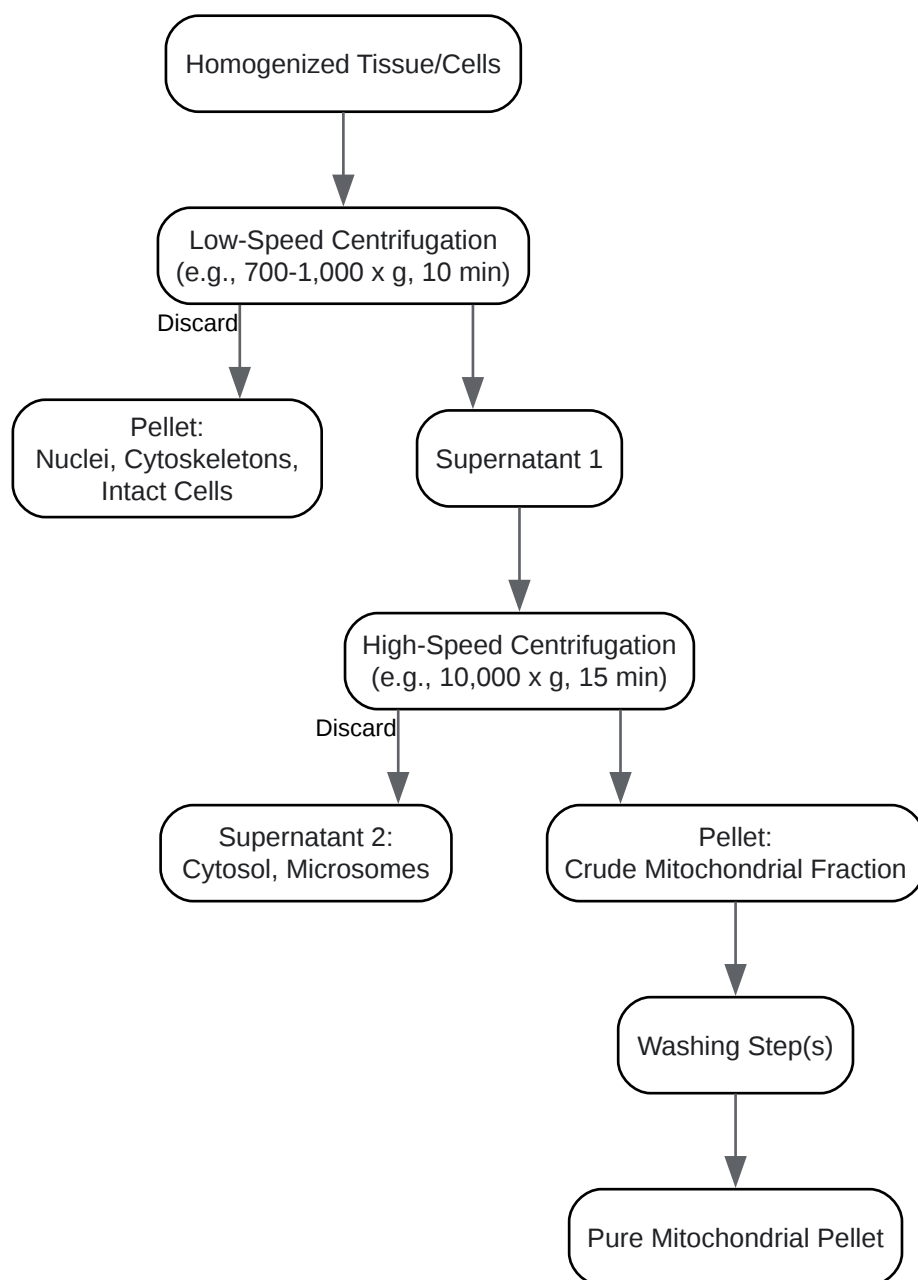 Homogenized Tissue/Cells
Low-Speed Centrifugation
(e.g., 700-1,000 x g, 10 min)
Discard
Pellet:
Nuclei, Cytoskeletons,
Intact Cells
Supernatant 1
High-Speed Centrifugation
(e.g., 10,000 x g, 15 min)
Discard
Supernatant 2:
Cytosol, Microsomes
Pellet:
Crude Mitochondrial Fraction
Washing Step(s)
Pure Mitochondrial Pellet